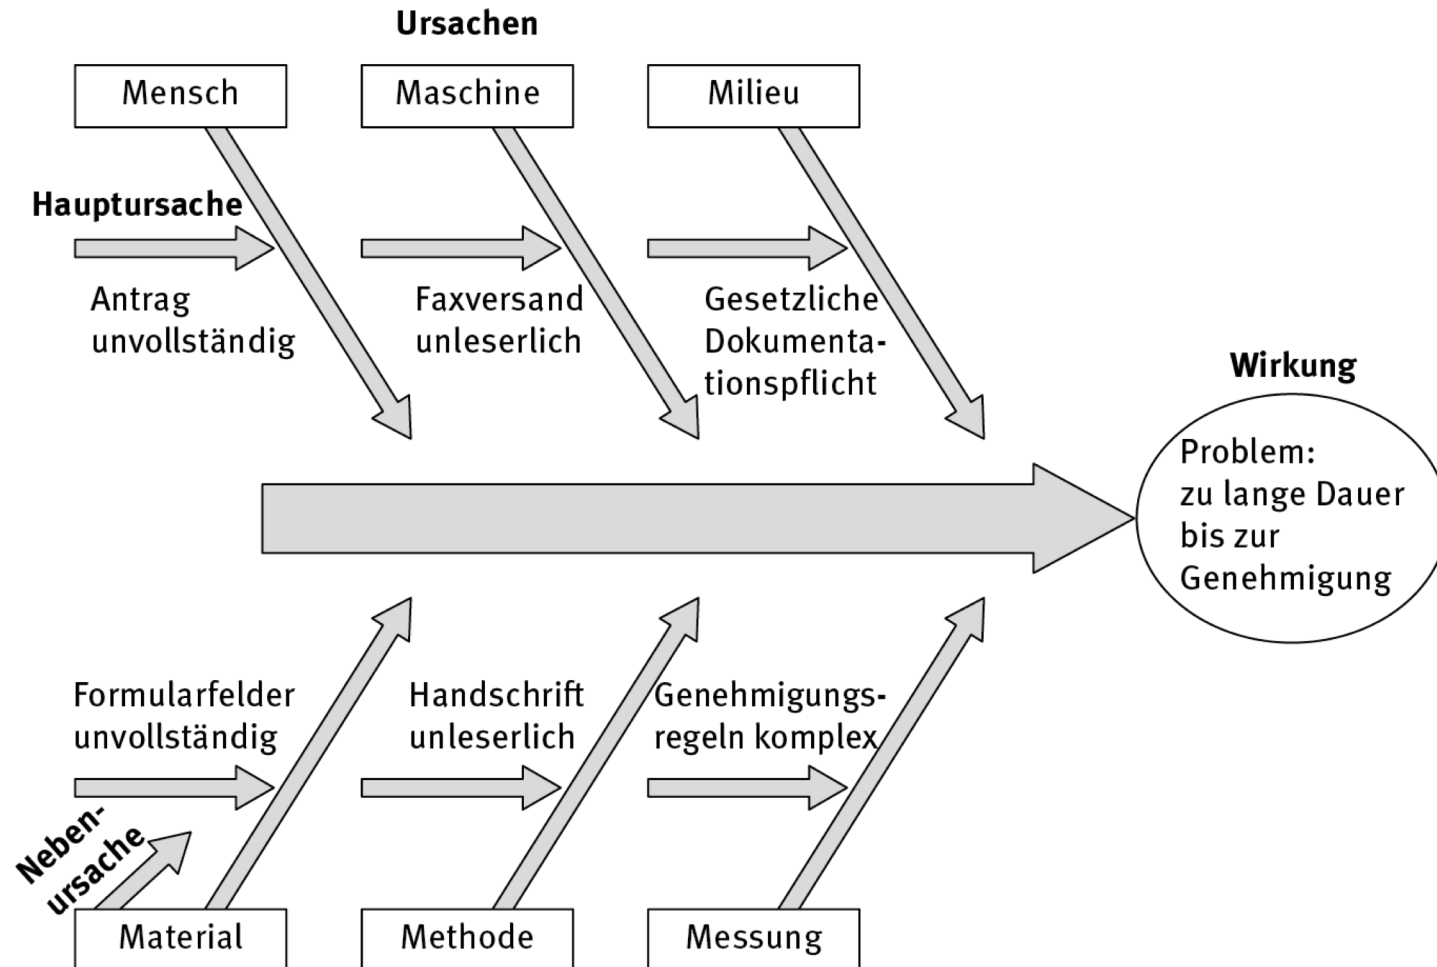 Ursachen
Mensch
Maschine
Milieu
Hauptursache
Antrag
unvollständig
Faxversand
unleserlich
Gesetzliche
Dokumenta-
tionspflicht
Wirkung
Problem:
zu lange Dauer
bis zur
Genehmigung
Formularfelder
unvollständig
Handschrift
unleserlich
Genehmigungs-
regeln komplex
Neben-
ursache
Material
Methode
Messung